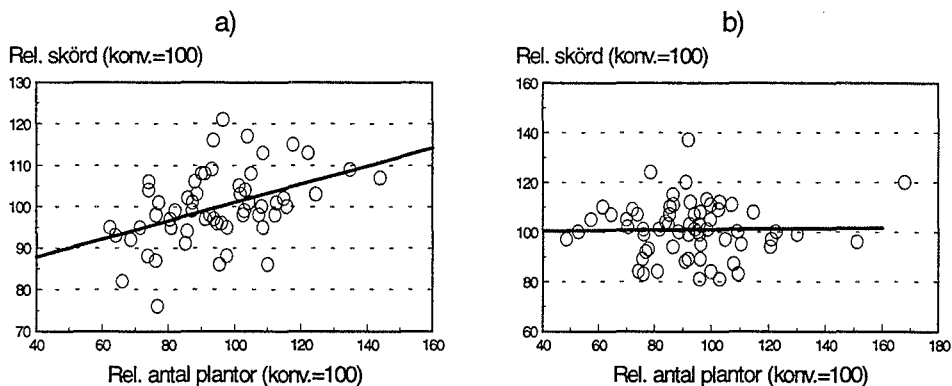 a)
Rel. skörd (konv.=100)
130
120
110
100
90
80
70
40 60 80 100 120 140 160
Rel. antal plantor (konv.=100)
b)
Rel. skörd (konv.=100)
160
140
120
100
80
60
40 60 80 100 120 140 160 180
Rel. antal plantor (konv.=100)